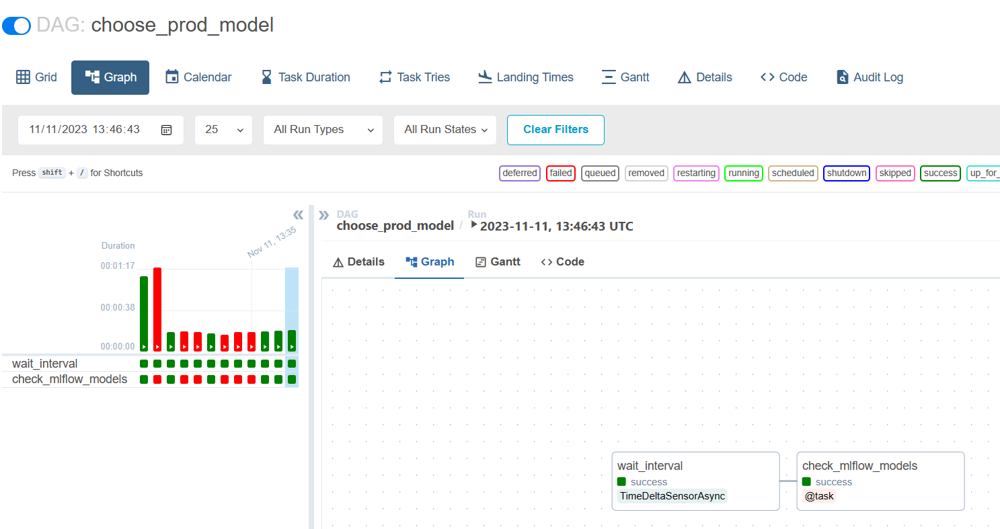 DAG: choose_prod_model
Grid Graph Calendar Task Duration Task Tries Landing Times Gantt Details Code Audit Log
11/11/2023 13:46:43 25 All Run Types All Run States Clear Filters
Press shift + / for Shortcuts deferred failed queued removed restarting running scheduled shutdown skipped success up_for_
DAG Run
choose_prod_model / 2023-11-11, 13:46:43 UTC
Nov 11, 13:35
Duration
00:01:17
00:00:38
00:00:00
wait_interval
check_mlflow_models
Details Graph Gantt Code
wait_interval
success
TimeDeltaSensorAsync
check_mlflow_models
success
@task